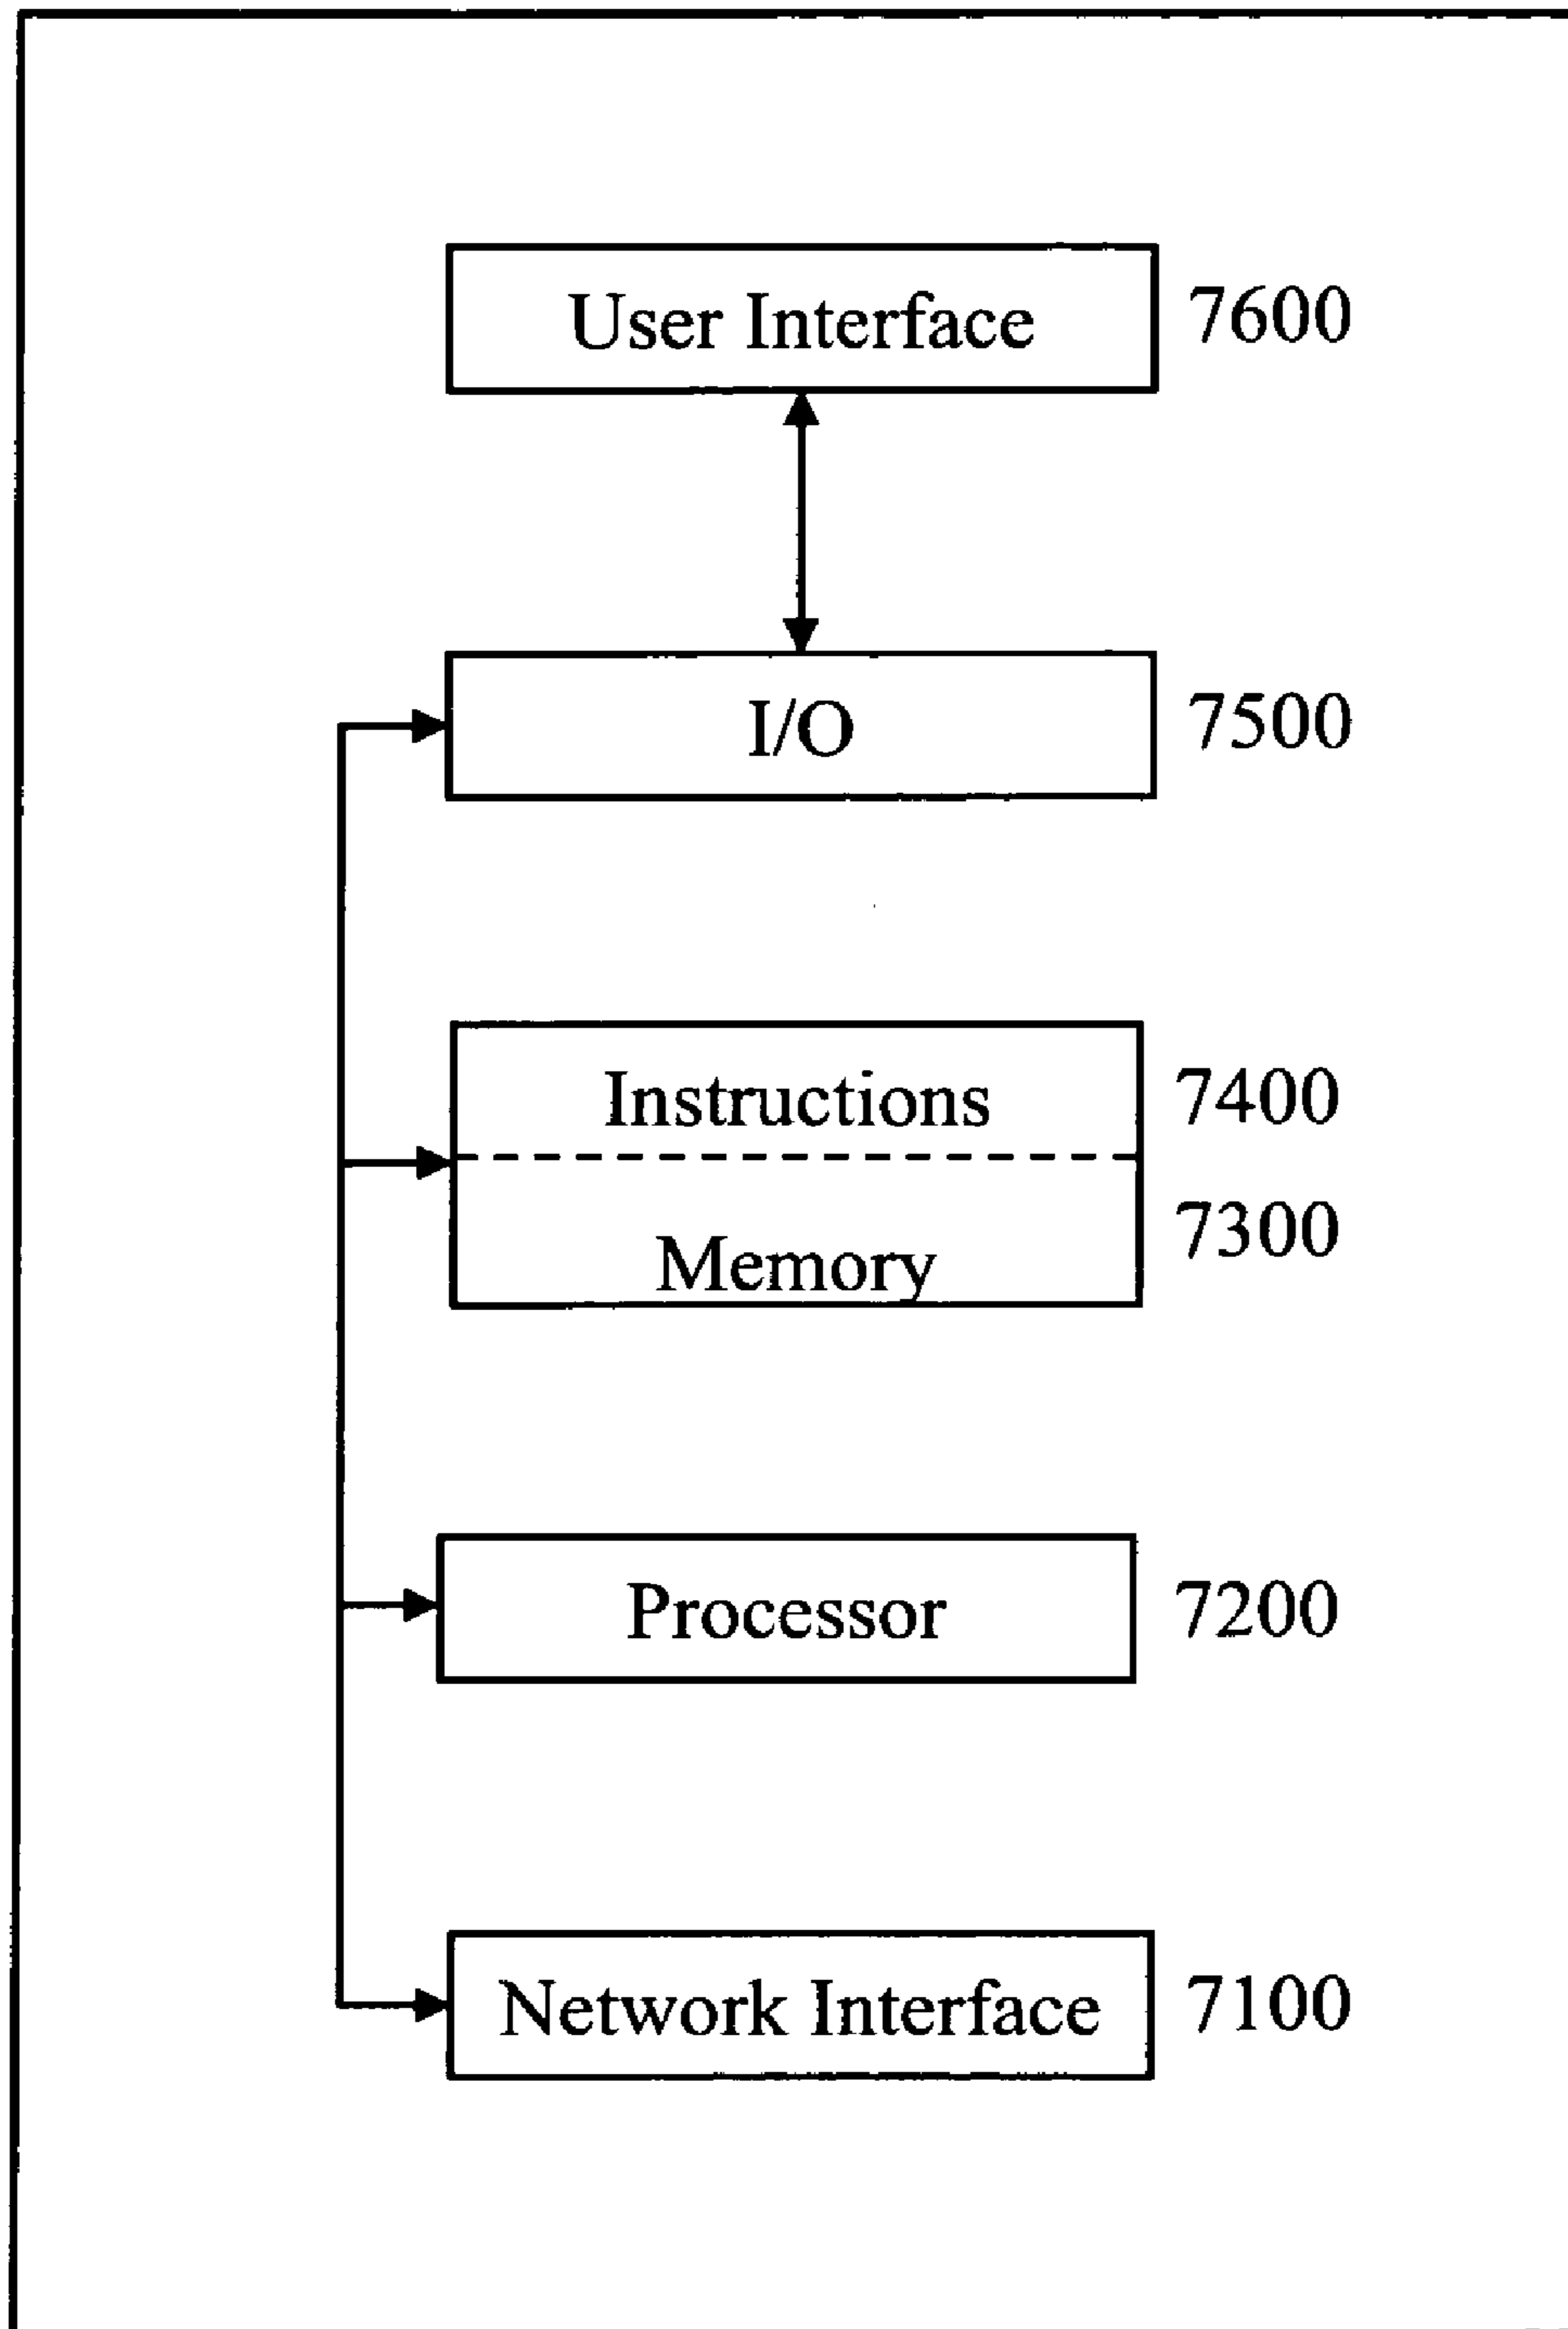 User Interface 7600
I/O 7500
Instructions 7400
Memory 7300
Processor 7200
Network Interface 7100